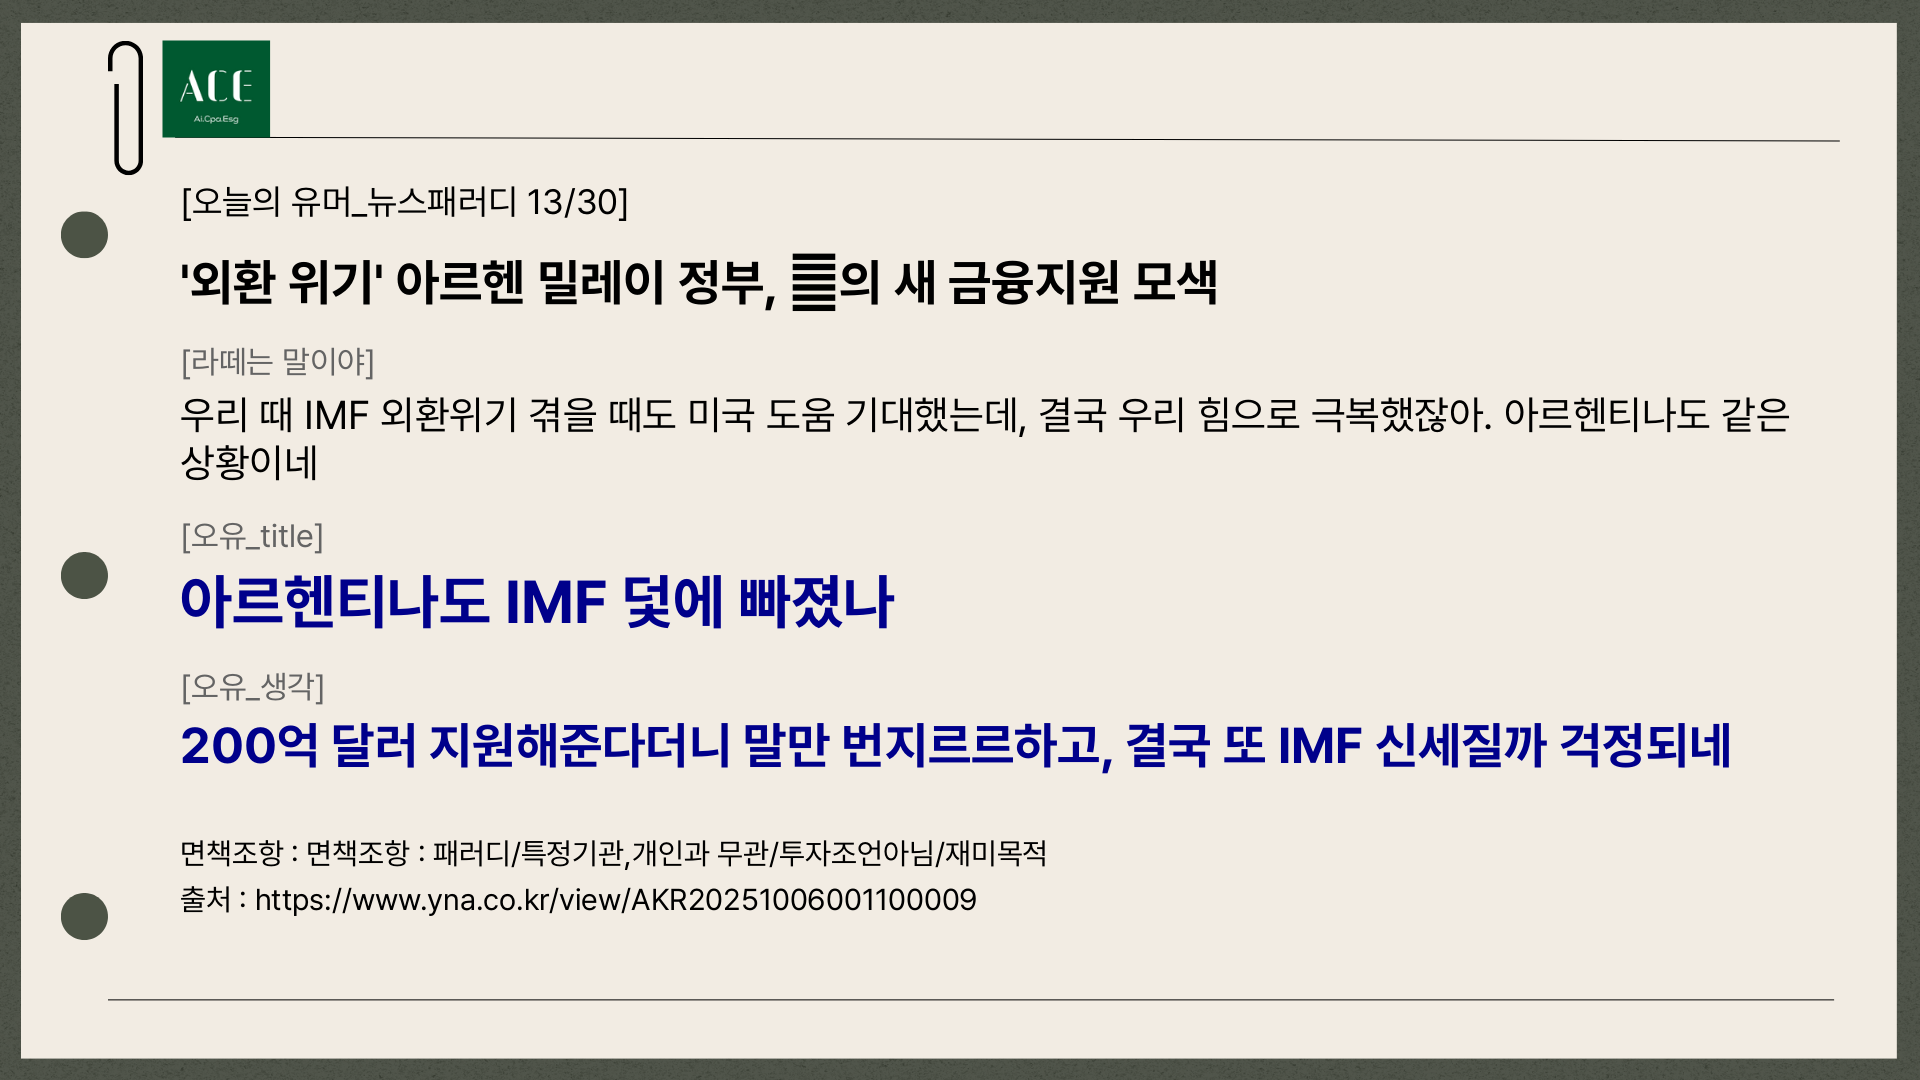 ACE
Ai.Cpa.Esg
[오늘의 유머_뉴스패러디 13/30]
'외환 위기' 아르헨 밀레이 정부, 의 새 금융지원 모색
[라떼는 말이야]
우리 때 IMF 외환위기 겪을 때도 미국 도움 기대했는데, 결국 우리 힘으로 극복했잖아. 아르헨티나도 같은
상황이네
[오유_title]
아르헨티나도 IMF 덫에 빠졌나
[오유_생각]
200억 달러 지원해준다더니 말만 번지르르하고, 결국 또 IMF 신세질까 걱정되네
면책조항 : 면책조항 : 패러디/특정기관,개인과 무관/투자조언아님/재미목적
출처 : https://www.yna.co.kr/view/AKR20251006001100009